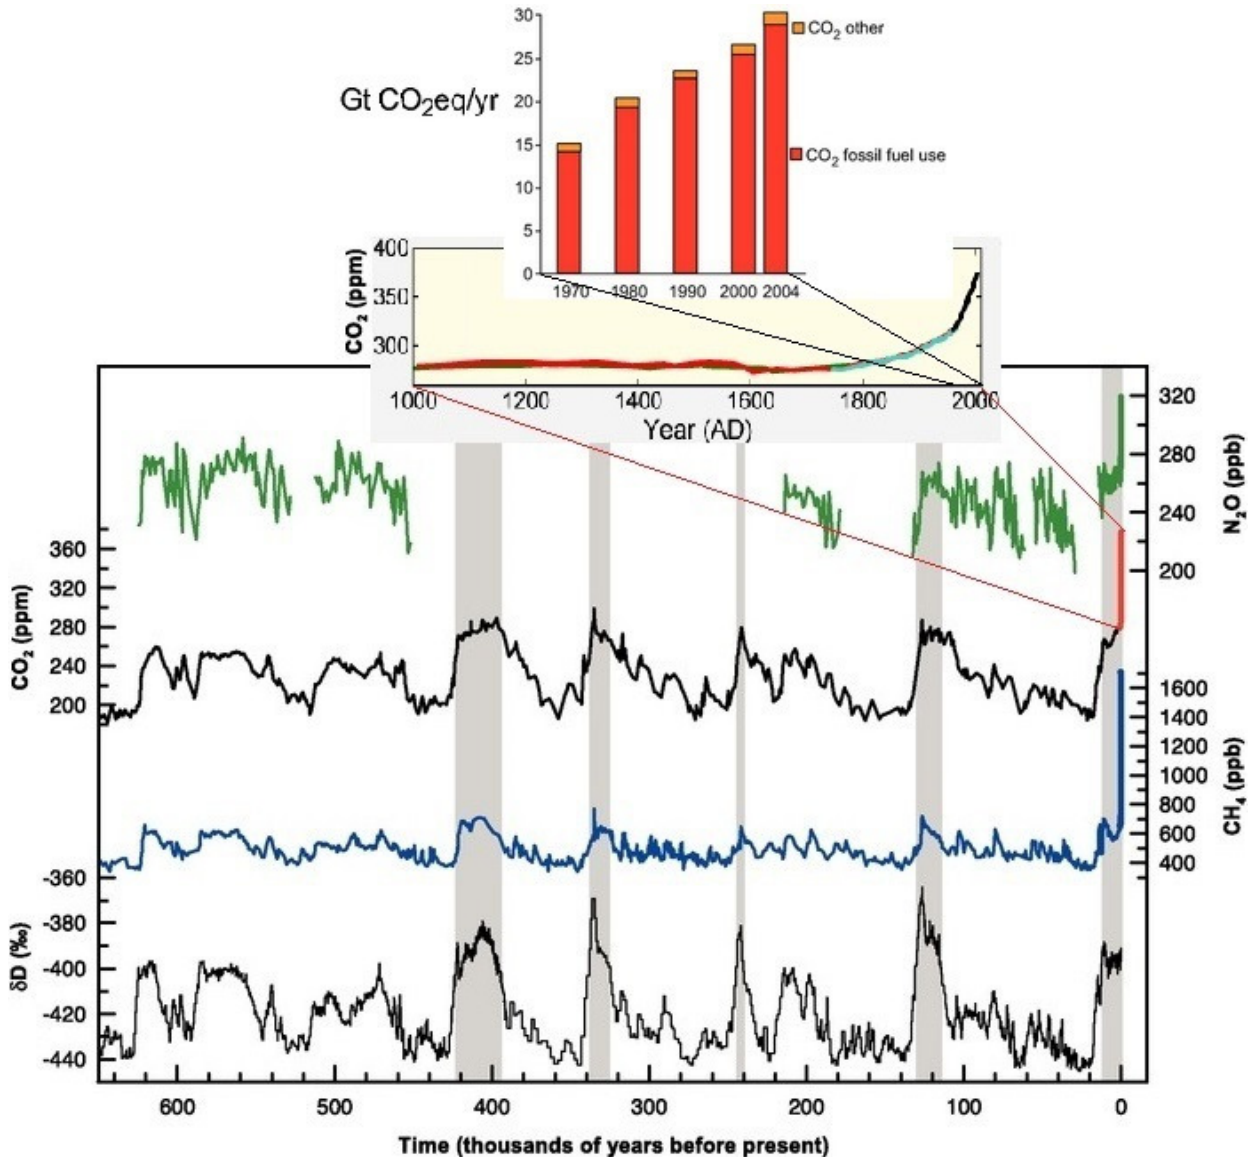 30
CO2 other
25
Gt CO2eq/yr
20
15
CO2 fossil fuel use
10
5
0
1970 1980 1990 2000 2004
400
350
300
CO2 (ppm)
1000 1200 1400 1600 1800 2000
Year (AD)
320
280
240
200
N2O (ppb)
360
320
280
240
200
CO2 (ppm)
1600
1400
1200
1000
800
600
400
CH4 (ppb)
-360
-380
-400
-420
-440
δD (‰)
600 500 400 300 200 100 0
Time (thousands of years before present)